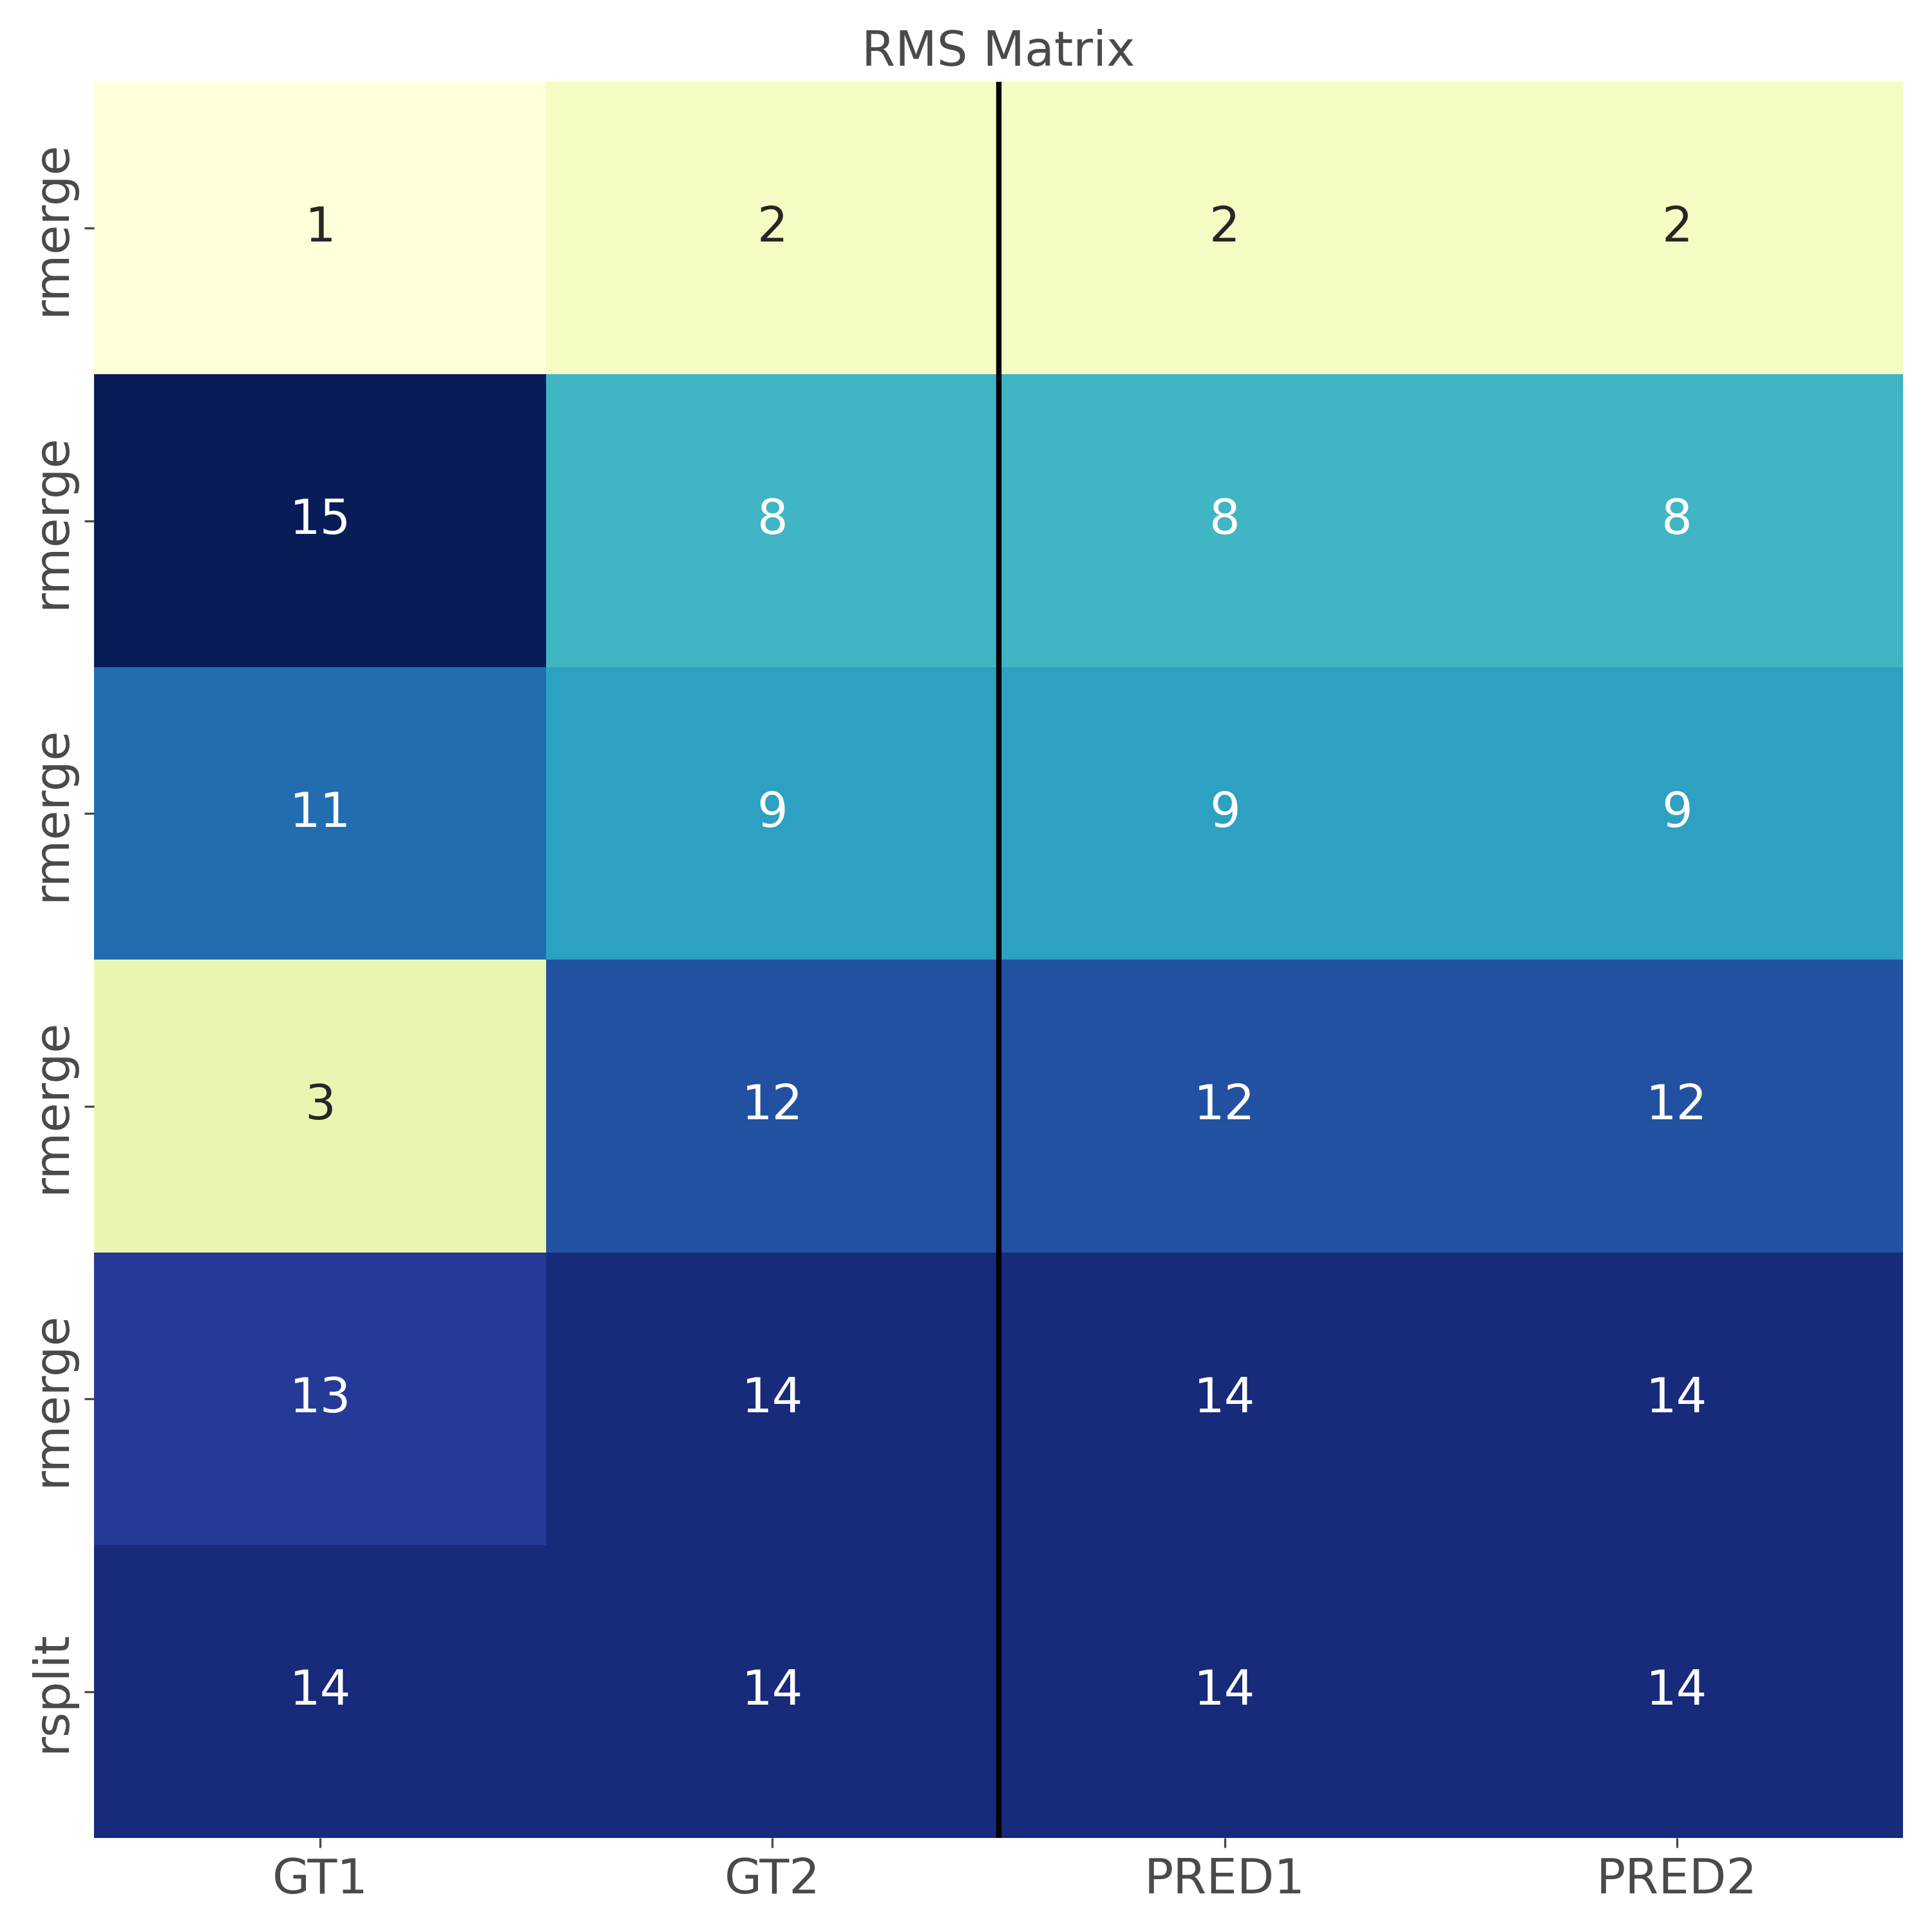 RMS Matrix
rmerge 1 2 2 2
rmerge 15 8 8 8
rmerge 11 9 9 9
rmerge 3 12 12 12
rmerge 13 14 14 14
rsplit 14 14 14 14
GT1 GT2 PRED1 PRED2